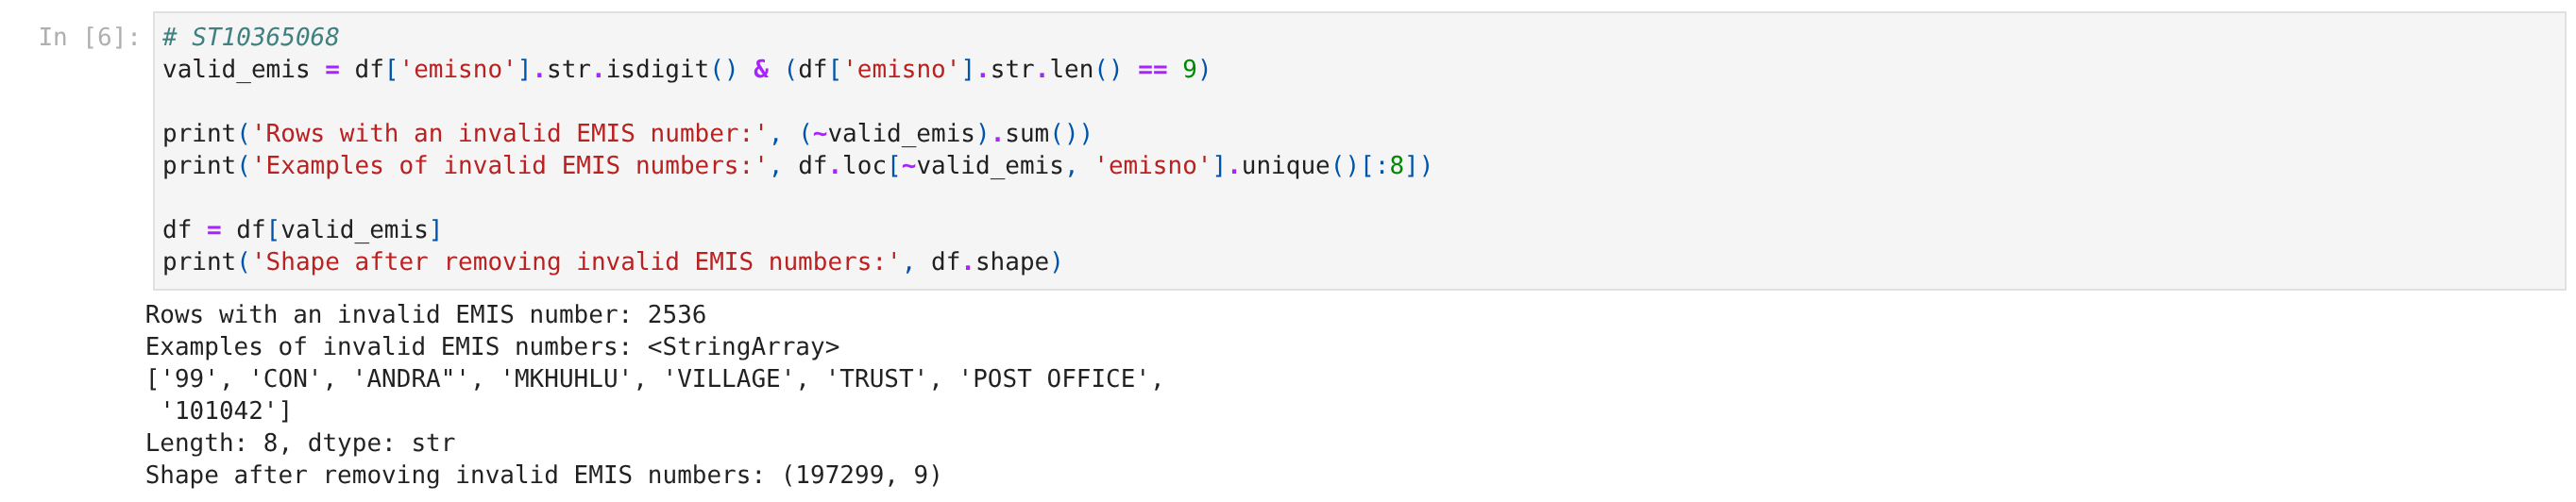 In [6]: # ST10365068
valid_emis = df['emisno'].str.isdigit() & (df['emisno'].str.len() == 9)
print('Rows with an invalid EMIS number:', (~valid_emis).sum())
print('Examples of invalid EMIS numbers:', df.loc[~valid_emis, 'emisno'].unique()[:8])
df = df[valid_emis]
print('Shape after removing invalid EMIS numbers:', df.shape)
Rows with an invalid EMIS number: 2536
Examples of invalid EMIS numbers: <StringArray>
['99', 'CON', 'ANDRA"', 'MKHUHLU', 'VILLAGE', 'TRUST', 'POST OFFICE',
'101042']
Length: 8, dtype: str
Shape after removing invalid EMIS numbers: (197299, 9)